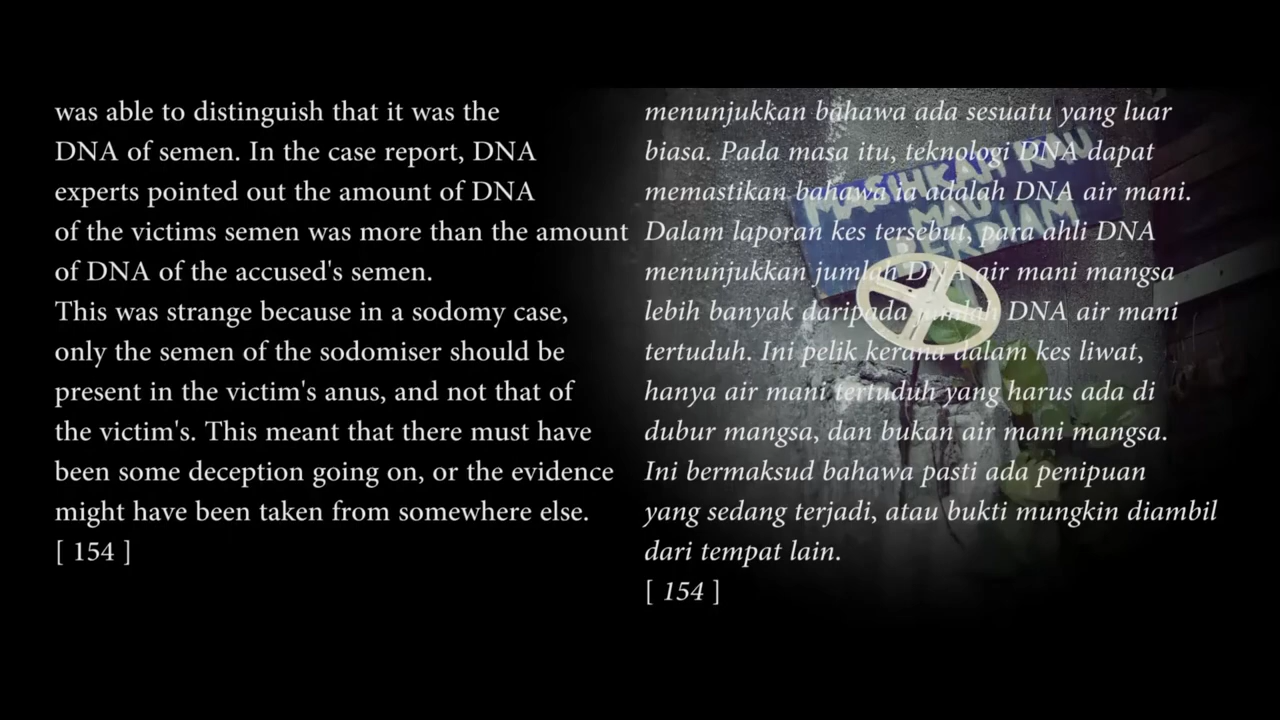 was able to distinguish that it was the
DNA of semen. In the case report, DNA
experts pointed out the amount of DNA
of the victims semen was more than the amount
of DNA of the accused's semen.
This was strange because in a sodomy case,
only the semen of the sodomiser should be
present in the victim's anus, and not that of
the victim's. This meant that there must have
been some deception going on, or the evidence
might have been taken from somewhere else.
[ 154 ]
menunjukkan bahawa ada sesuatu yang luar
biasa. Pada masa itu, teknologi DNA dapat
memastikan bahawa ia adalah DNA air mani.
Dalam laporan kes tersebut, para ahli DNA
menunjukkan jumlah DNA air mani mangsa
lebih banyak daripada jumlah DNA air mani
tertuduh. Ini pelik kerana dalam kes liwat,
hanya air mani tertuduh yang harus ada di
dubur mangsa, dan bukan air mani mangsa.
Ini bermaksud bahawa pasti ada penipuan
yang sedang terjadi, atau bukti mungkin diambil
dari tempat lain.
[ 154 ]
MASIHKAH KAU
MAU
BERDIAM